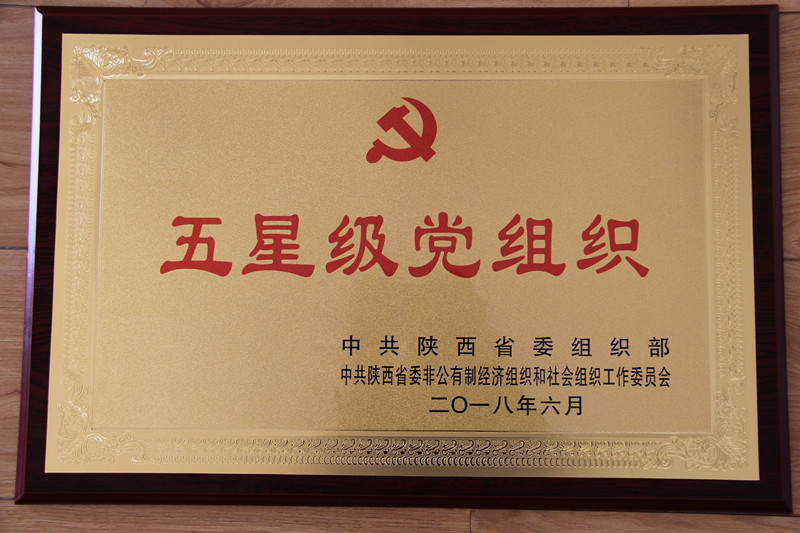 五星级党组织
中共陕西省委组织部
中共陕西省委非公有制经济组织和社会组织工作委员会
二〇一八年六月